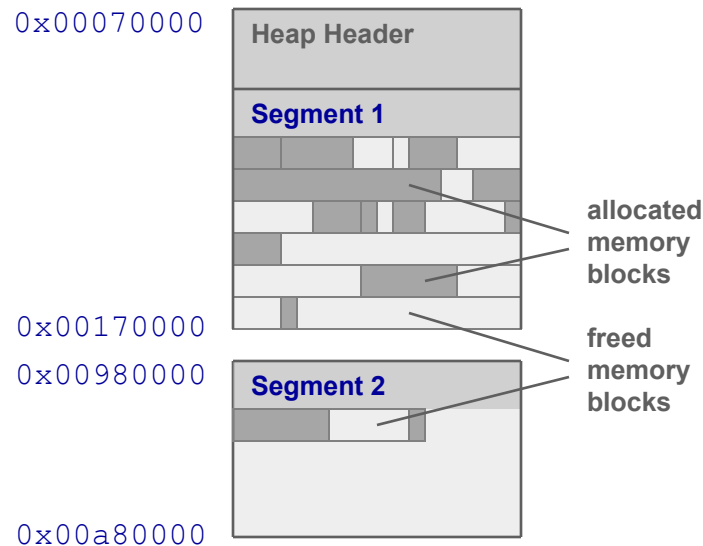 0x00070000
Heap Header
Segment 1
allocated
memory
blocks
0x00170000
freed
memory
blocks
0x00980000
Segment 2
0x00a80000